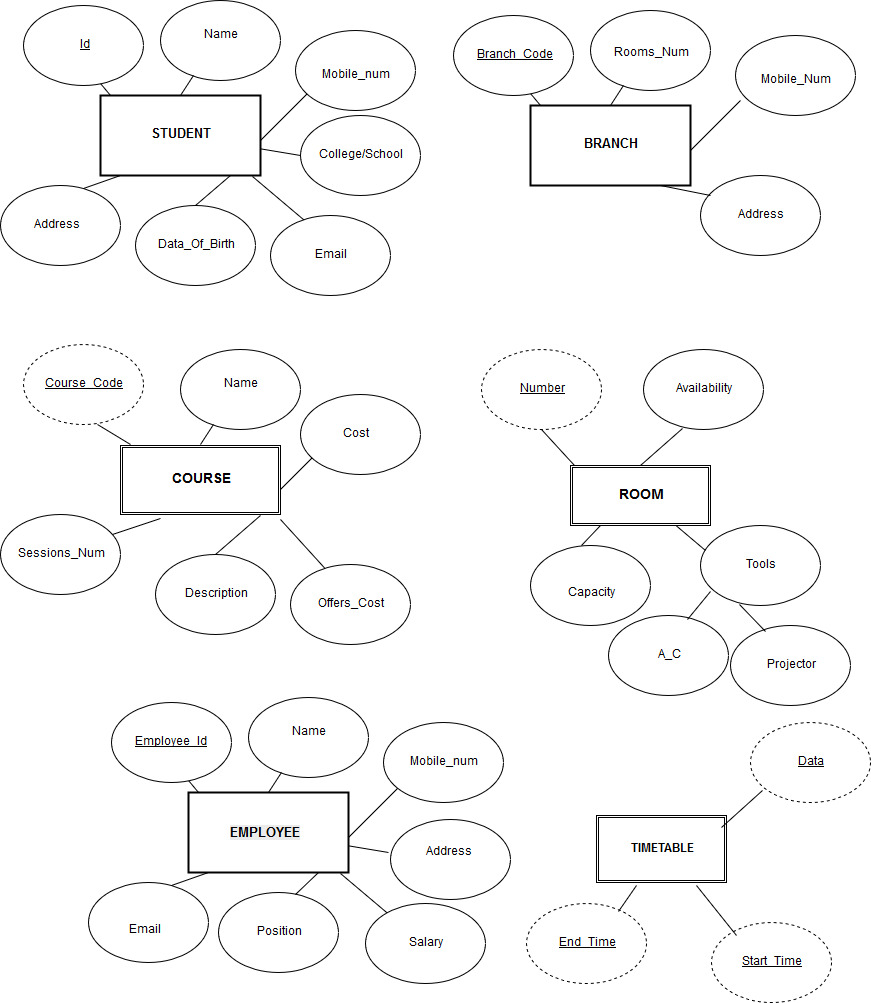 Id
Name
Mobile_num
STUDENT
College/School
Address
Data_Of_Birth
Email
Branch_Code
Rooms_Num
Mobile_Num
BRANCH
Address
Course_Code
Name
Cost
COURSE
Sessions_Num
Description
Offers_Cost
Number
Availability
ROOM
Capacity
Tools
A_C
Projector
Employee_Id
Name
Mobile_num
EMPLOYEE
Address
Email
Position
Salary
Data
TIMETABLE
End_Time
Start_Time